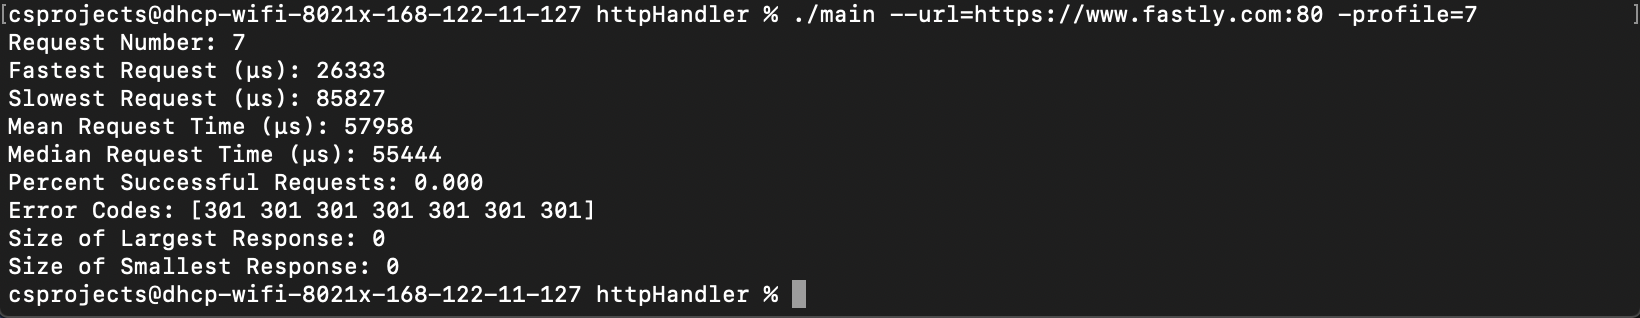 [csprojects@dhcp-wifi-8021x-168-122-11-127 httpHandler % ./main --url=https://www.fastly.com:80 -profile=7 ]
Request Number: 7
Fastest Request (µs): 26333
Slowest Request (µs): 85827
Mean Request Time (µs): 57958
Median Request Time (µs): 55444
Percent Successful Requests: 0.000
Error Codes: [301 301 301 301 301 301 301]
Size of Largest Response: 0
Size of Smallest Response: 0
csprojects@dhcp-wifi-8021x-168-122-11-127 httpHandler %